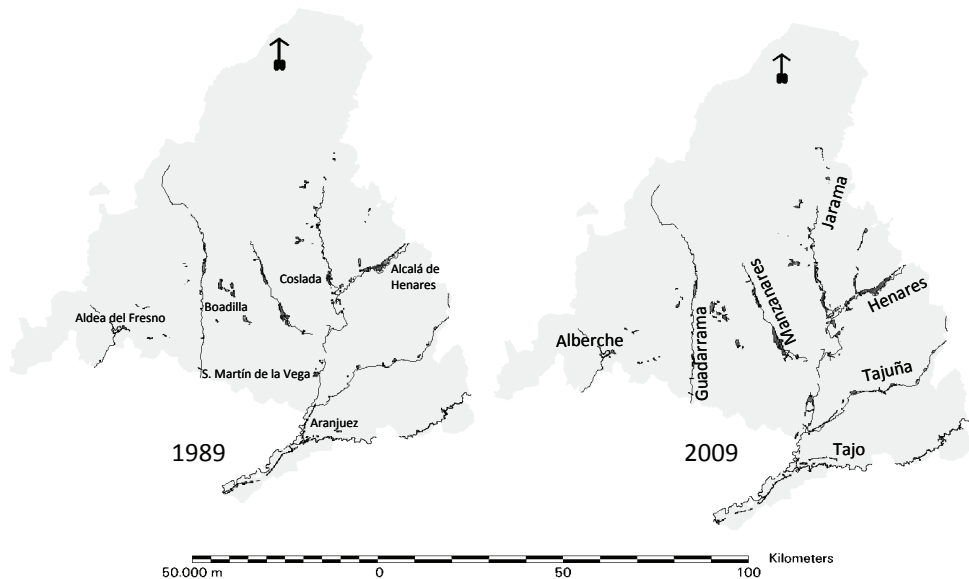 Coslada
Alcalá de
Henares
Boadilla
Aldea del Fresno
S. Martín de la Vega
Aranjuez
1989
Jarama
Manzanares
Henares
Guadarrama
Alberche
Tajuña
Tajo
2009
Kilometers
50.000 m 0 50 100